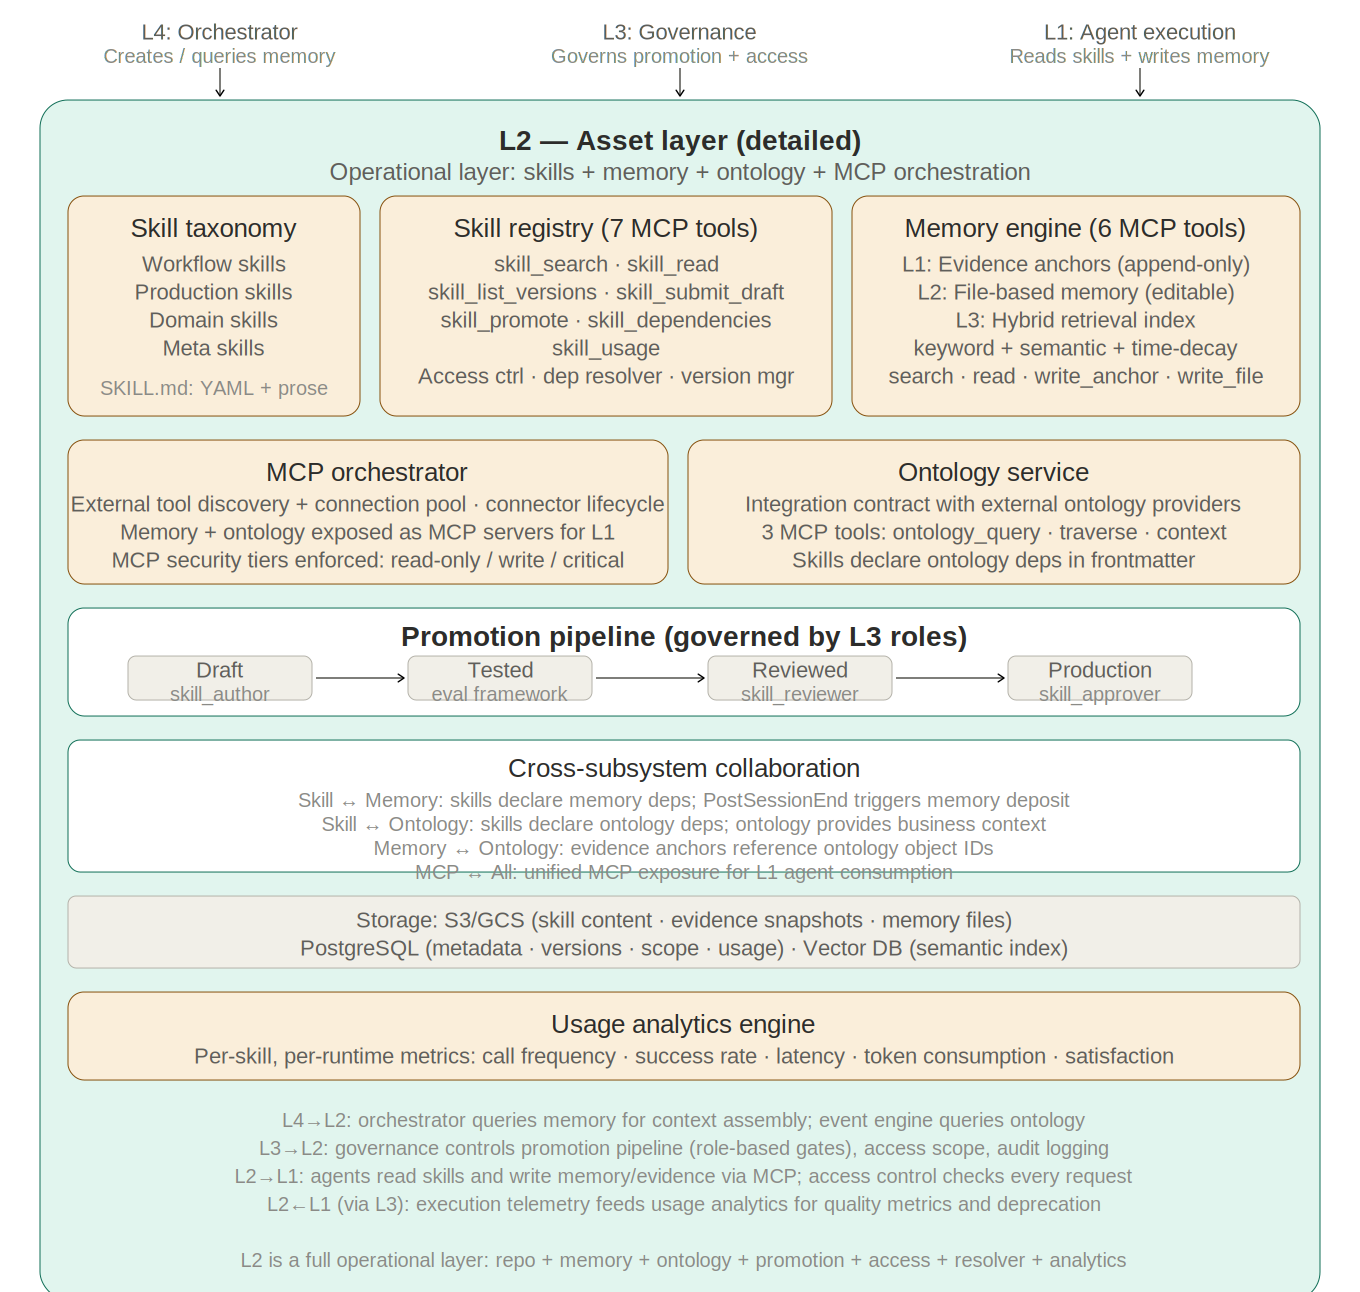 L4: Orchestrator
Creates / queries memory
L3: Governance
Governs promotion + access
L1: Agent execution
Reads skills + writes memory
L2 — Asset layer (detailed)
Operational layer: skills + memory + ontology + MCP orchestration
Skill taxonomy
Workflow skills
Production skills
Domain skills
Meta skills
SKILL.md: YAML + prose
Skill registry (7 MCP tools)
skill_search · skill_read
skill_list_versions · skill_submit_draft
skill_promote · skill_dependencies
skill_usage
Access ctrl · dep resolver · version mgr
Memory engine (6 MCP tools)
L1: Evidence anchors (append-only)
L2: File-based memory (editable)
L3: Hybrid retrieval index
keyword + semantic + time-decay
search · read · write_anchor · write_file
MCP orchestrator
External tool discovery + connection pool · connector lifecycle
Memory + ontology exposed as MCP servers for L1
MCP security tiers enforced: read-only / write / critical
Ontology service
Integration contract with external ontology providers
3 MCP tools: ontology_query · traverse · context
Skills declare ontology deps in frontmatter
Promotion pipeline (governed by L3 roles)
Draft
skill_author
Tested
eval framework
Reviewed
skill_reviewer
Production
skill_approver
Cross-subsystem collaboration
Skill ↔ Memory: skills declare memory deps; PostSessionEnd triggers memory deposit
Skill ↔ Ontology: skills declare ontology deps; ontology provides business context
Memory ↔ Ontology: evidence anchors reference ontology object IDs
MCP ↔ All: unified MCP exposure for L1 agent consumption
Storage: S3/GCS (skill content · evidence snapshots · memory files)
PostgreSQL (metadata · versions · scope · usage) · Vector DB (semantic index)
Usage analytics engine
Per-skill, per-runtime metrics: call frequency · success rate · latency · token consumption · satisfaction
L4→L2: orchestrator queries memory for context assembly; event engine queries ontology
L3→L2: governance controls promotion pipeline (role-based gates), access scope, audit logging
L2→L1: agents read skills and write memory/evidence via MCP; access control checks every request
L2←L1 (via L3): execution telemetry feeds usage analytics for quality metrics and deprecation
L2 is a full operational layer: repo + memory + ontology + promotion + access + resolver + analytics